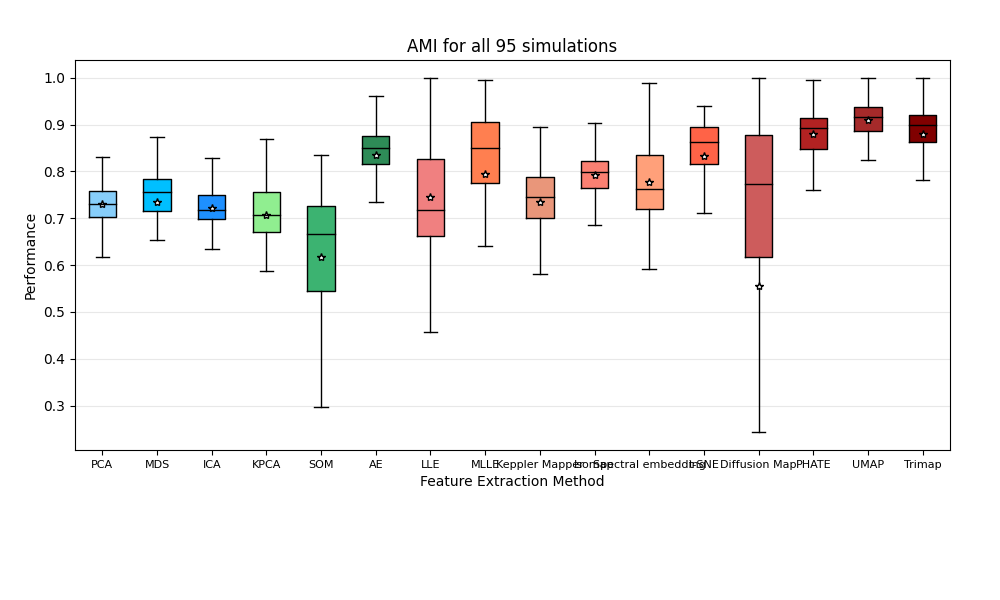 AMI for all 95 simulations
Performance
1.0
0.9
0.8
0.7
0.6
0.5
0.4
0.3
PCA MDS ICA KPCA SOM AE LLE MLLE Keppler Mapper Isomap Spectral embedding t-SNE Diffusion Map PHATE UMAP Trimap
Feature Extraction Method